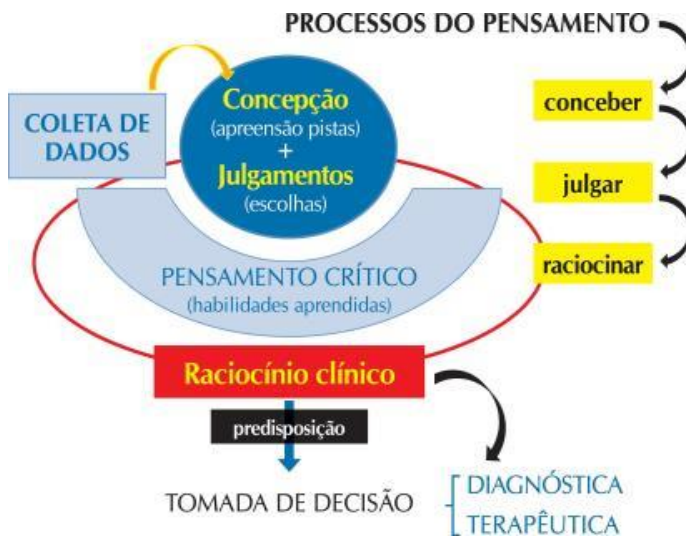 PROCESSOS DO PENSAMENTO
COLETA DE
DADOS
Concepção
(apreensão pistas)
+
Julgamentos
(escolhas)
PENSAMENTO CRÍTICO
(habilidades aprendidas)
conceber
julgar
raciocinar
Raciocínio clínico
predisposição
TOMADA DE DECISÃO
DIAGNÓSTICA
TERAPÊUTICA